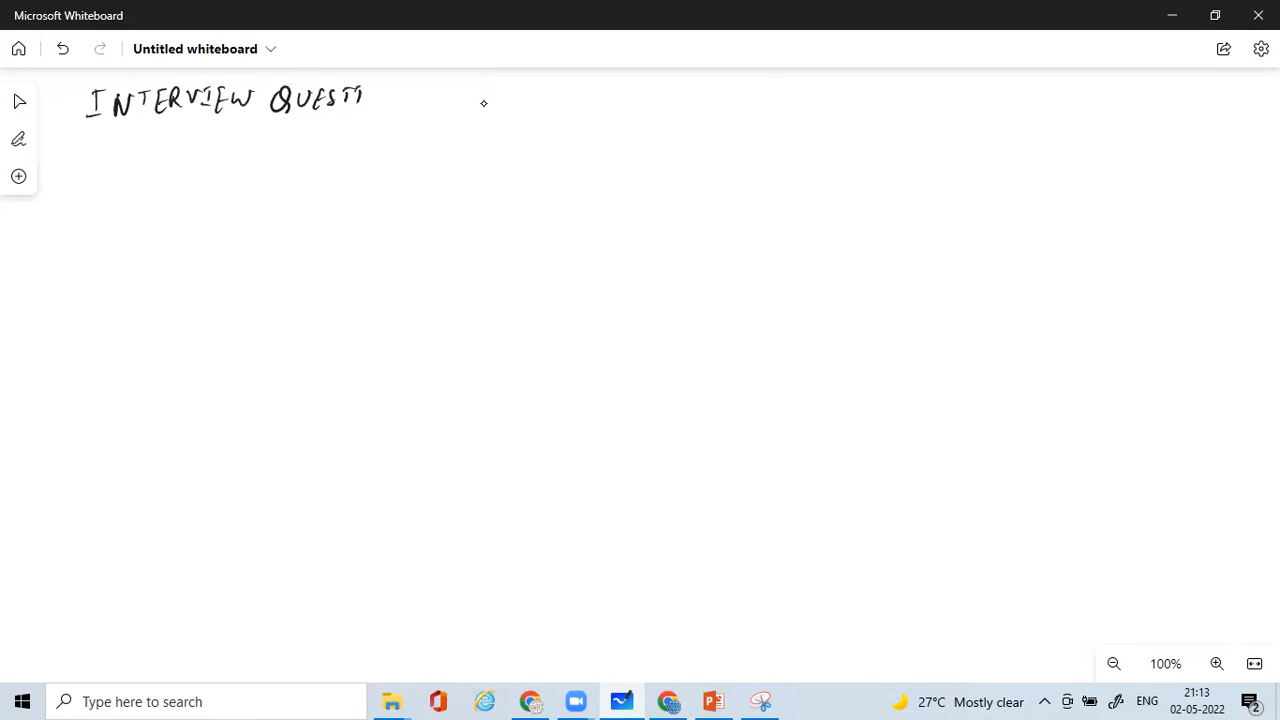 Microsoft Whiteboard
Untitled whiteboard
INTERVIEW QUESTI
100%
Type here to search
27°C Mostly clear
ENG
21:13
02-05-2022
2